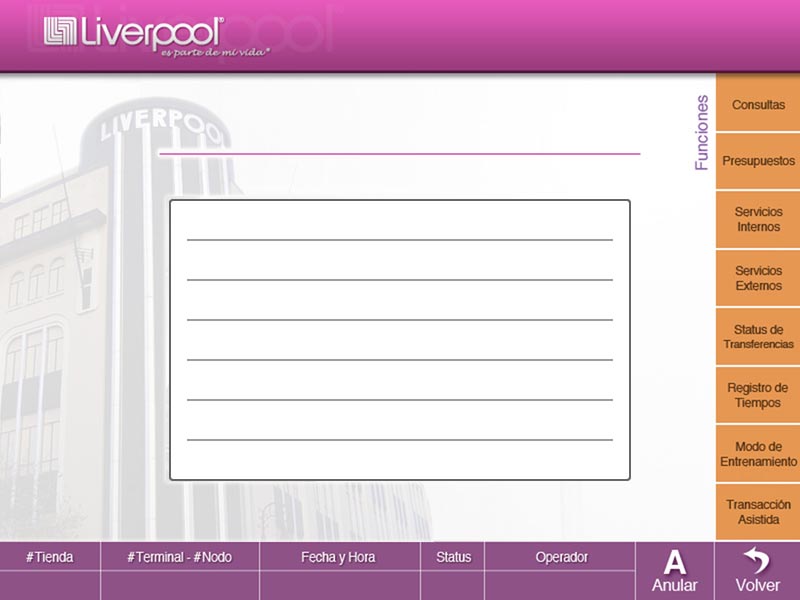 Liverpool®
es parte de mi vida®
LIVERPOOL
Funciones
Consultas
Presupuestos
Servicios
Internos
Servicios
Externos
Status de
Transferencias
Registro de
Tiempos
Modo de
Entrenamiento
Transacción
Asistida
#Tienda
#Terminal - #Nodo
Fecha y Hora
Status
Operador
A
Anular
Volver